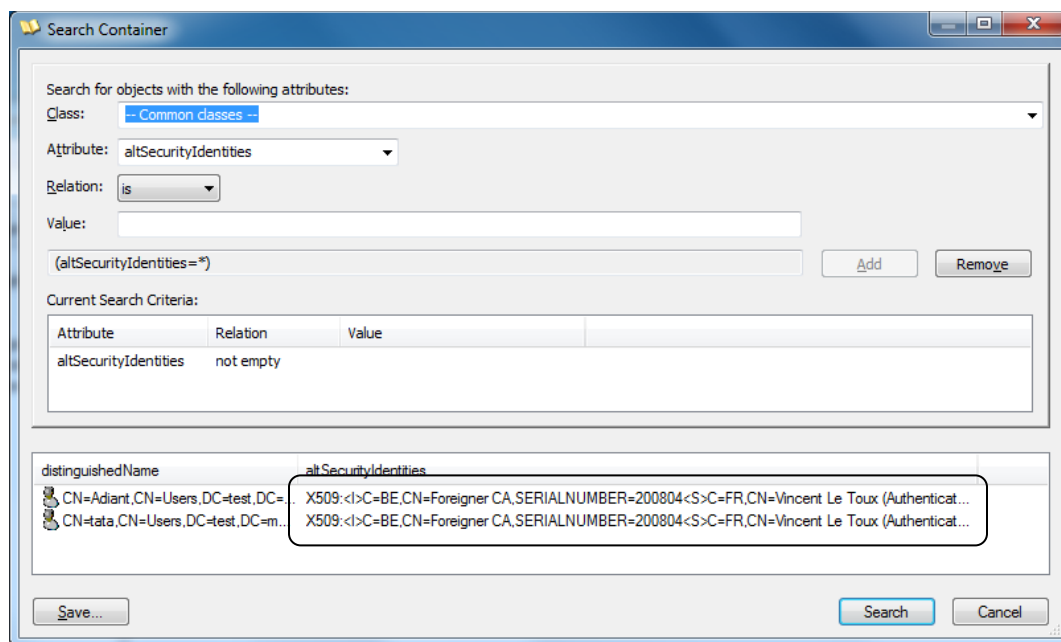 Search Container
Search for objects with the following attributes:
Class: -- Common classes --
Attribute: altSecurityIdentities
Relation: is
Value:
(altSecurityIdentities=*) Add Remove
Current Search Criteria:
Attribute Relation Value
altSecurityIdentities not empty
distinguishedName altSecurityIdentities
CN=Adiant,CN=Users,DC=test,DC=... X509:<I>C=BE,CN=Foreigner CA,SERIALNUMBER=200804<S>C=FR,CN=Vincent Le Toux (Authenticat...
CN=tata,CN=Users,DC=test,DC=m... X509:<I>C=BE,CN=Foreigner CA,SERIALNUMBER=200804<S>C=FR,CN=Vincent Le Toux (Authenticat...
Save... Search Cancel